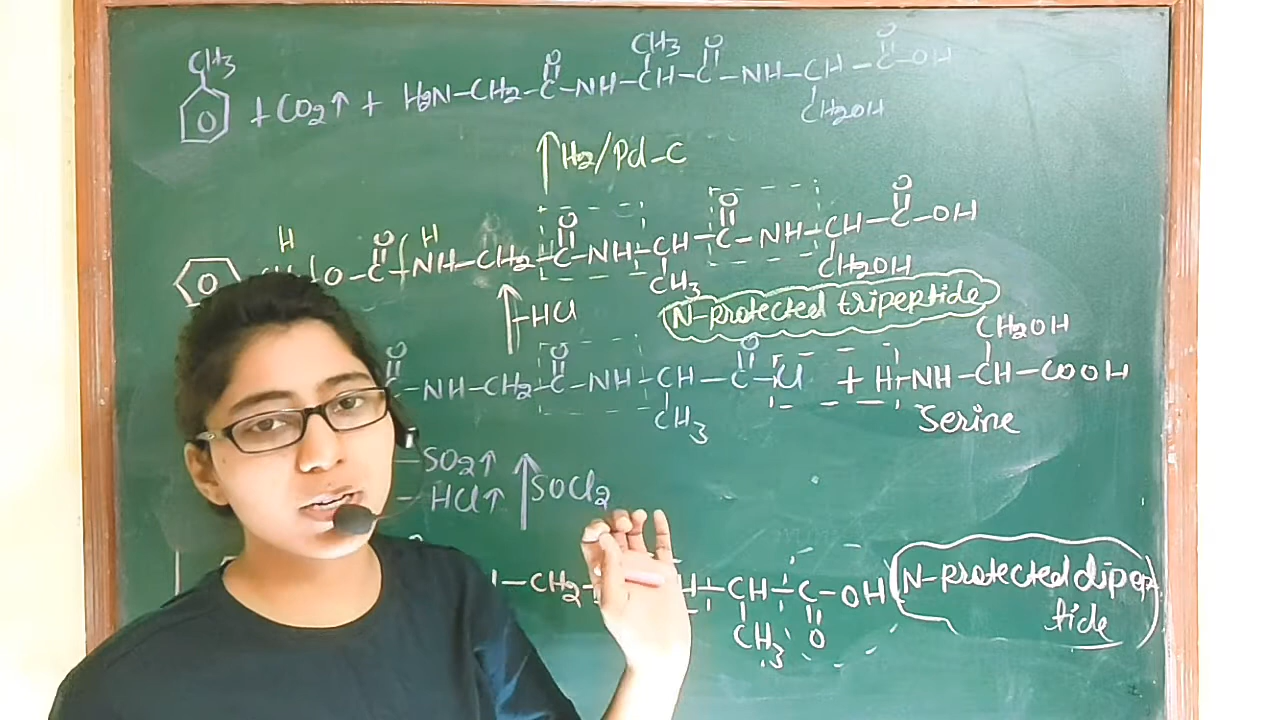 CH3 O CH3 O O
+ CO2↑ + H2N-CH2-C-NH-CH-C-NH-CH-C-OH
CH2OH
↑H2/Pd-C
H O H O O O
O-C-NH-CH2-C-NH-CH-C-NH-CH-C-OH
CH3 CH2OH
↑-HCl
N-protected tripeptide
O O O CH2OH
C-NH-CH2-C-NH-CH-C-Cl + H-NH-CH-COOH
CH3
Serine
-SO2↑
-HCl↑ ↑SOCl2
-CH2- H-CH-C-OH
CH3 O
N-protected dipep
tide